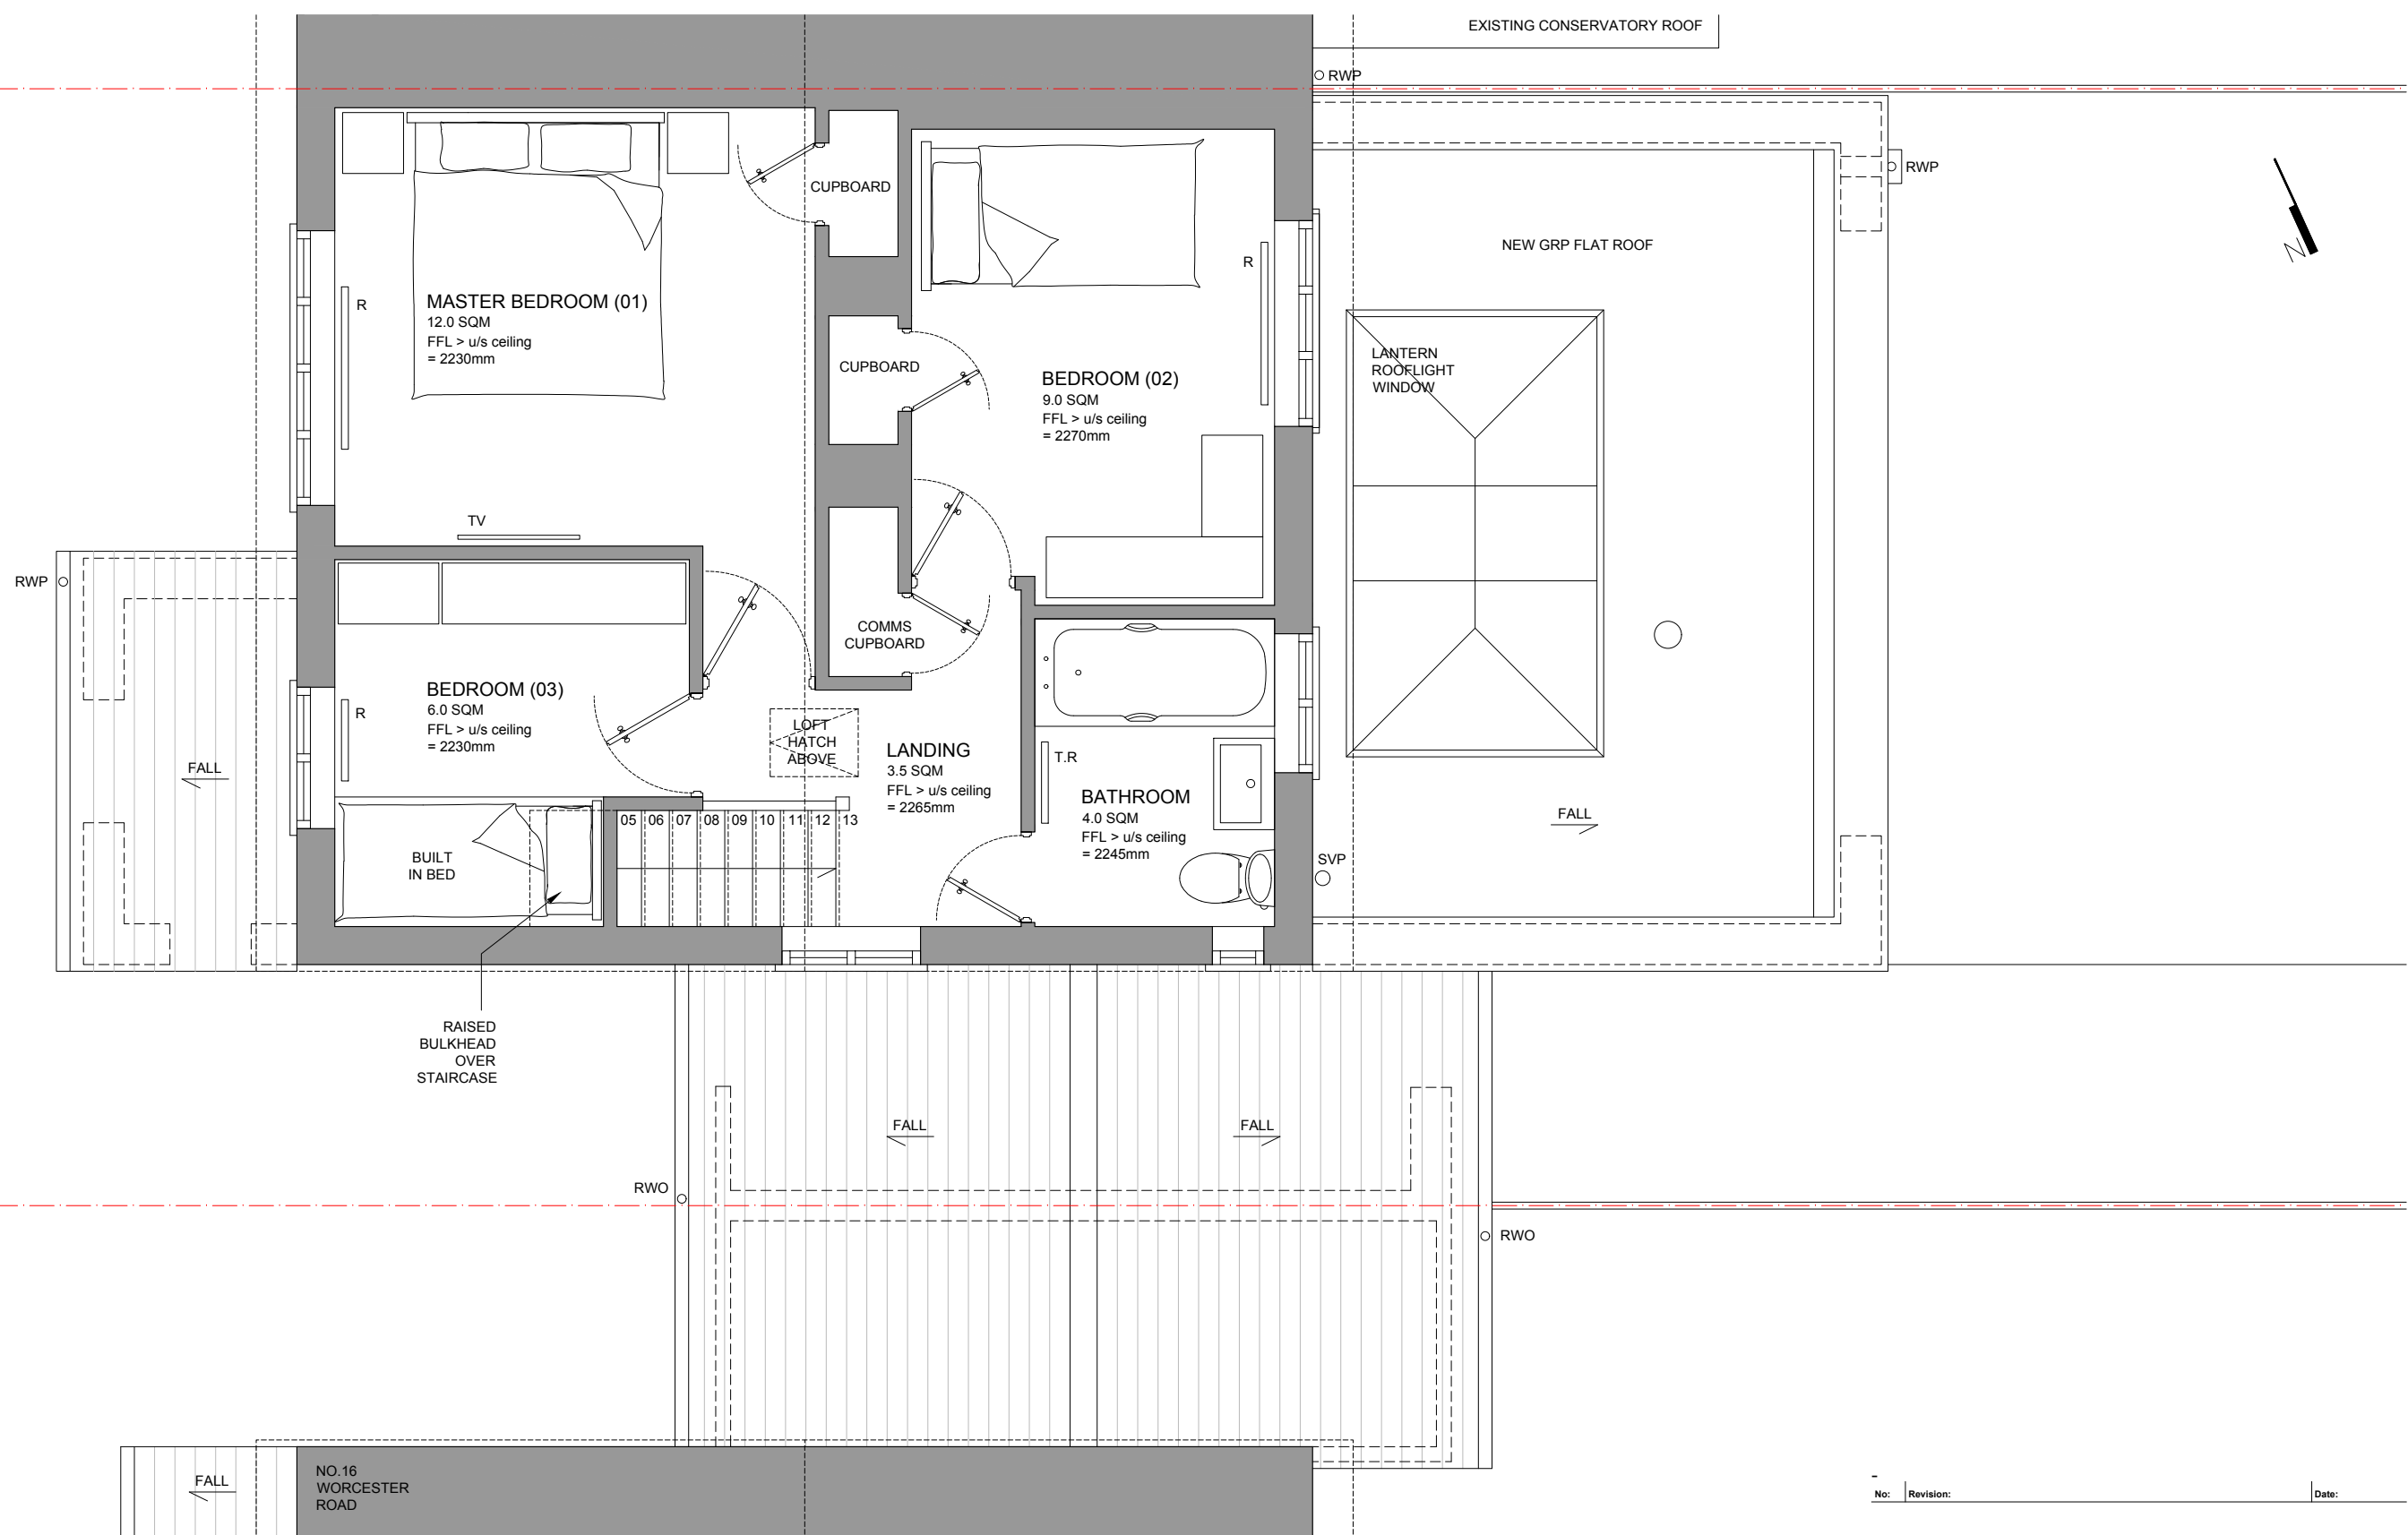 EXISTING CONSERVATORY ROOF
RWP
RWP
CUPBOARD
NEW GRP FLAT ROOF
N
R
R
MASTER BEDROOM (01)
12.0 SQM
FFL > u/s ceiling
= 2230mm
CUPBOARD
BEDROOM (02)
9.0 SQM
FFL > u/s ceiling
= 2270mm
LANTERN
ROOFLIGHT
WINDOW
TV
RWP
COMMS
CUPBOARD
BEDROOM (03)
6.0 SQM
FFL > u/s ceiling
= 2230mm
R
LOFT
HATCH
ABOVE
LANDING
3.5 SQM
FFL > u/s ceiling
= 2265mm
T.R
BATHROOM
4.0 SQM
FFL > u/s ceiling
= 2245mm
FALL
FALL
05 06 07 08 09 10 11 12 13
BUILT
IN BED
SVP
RAISED
BULKHEAD
OVER
STAIRCASE
FALL
FALL
RWO
RWO
FALL
NO.16
WORCESTER
ROAD
-
No: Revision: Date: